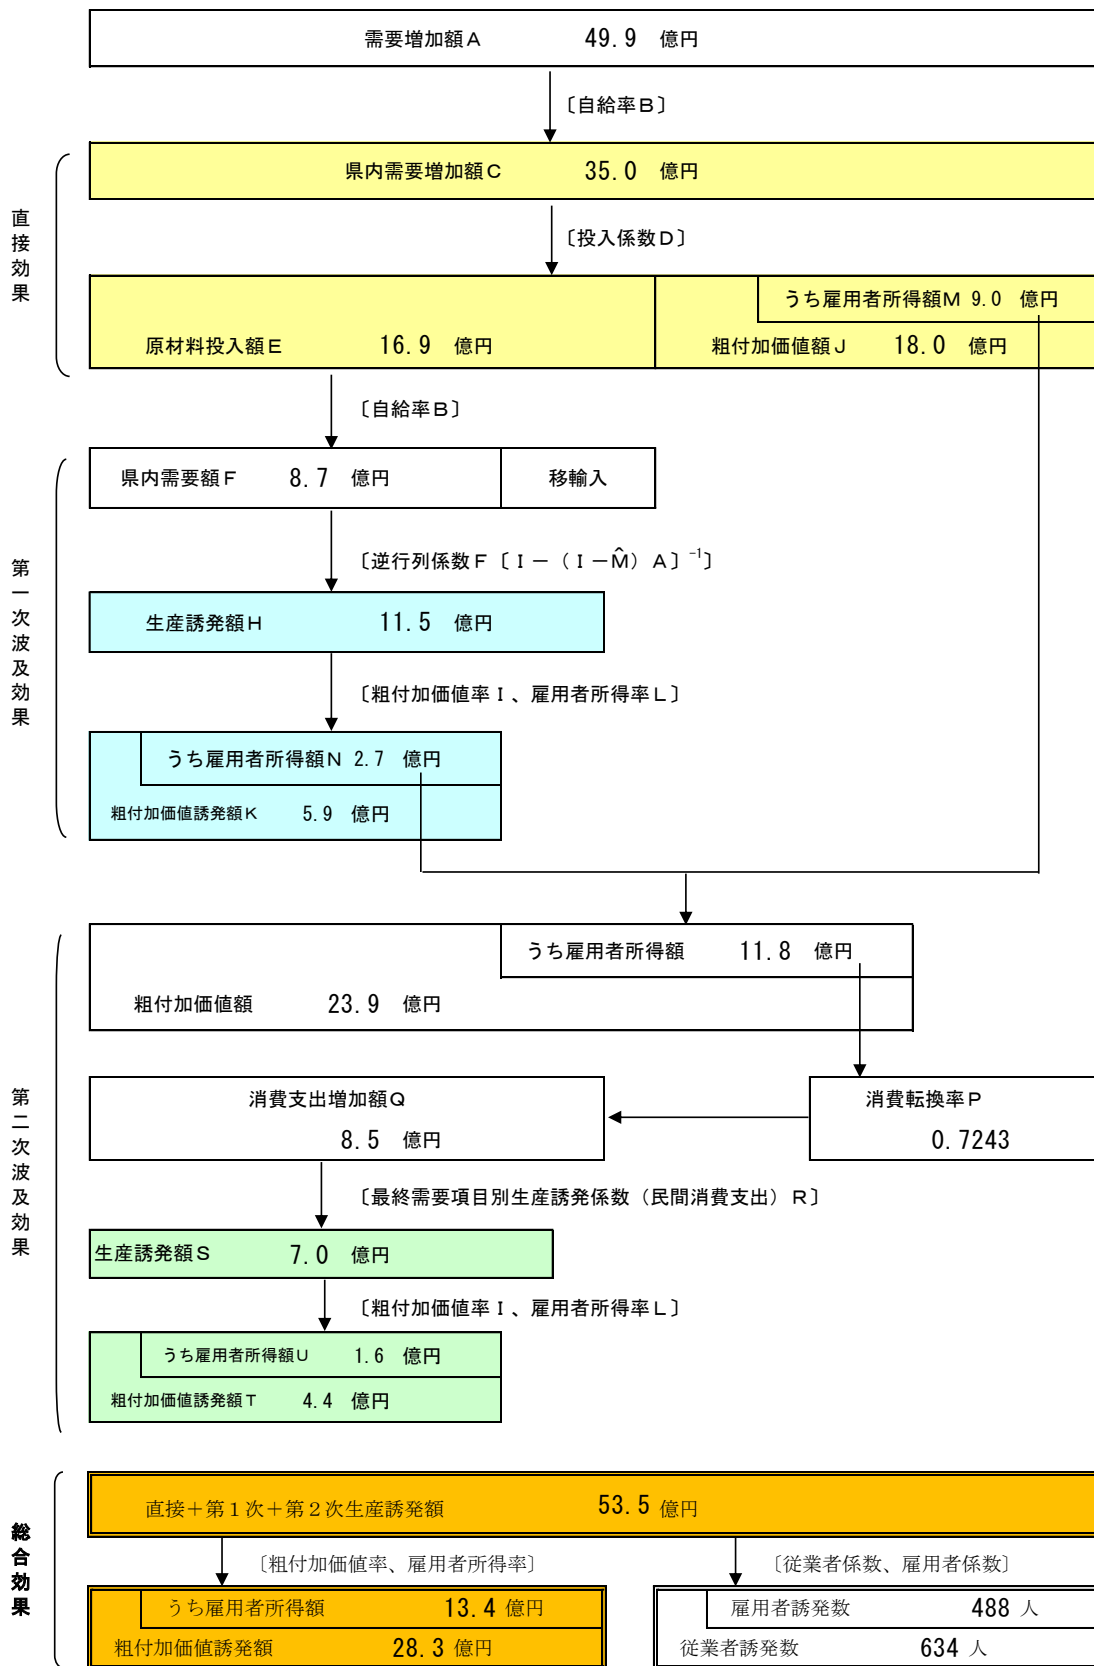 需要増加額A 49.9 億円
〔自給率B〕
直接効果
県内需要増加額C 35.0 億円
〔投入係数D〕
うち雇用者所得額M 9.0 億円
原材料投入額E 16.9 億円
粗付加価値額J 18.0 億円
〔自給率B〕
第一次波及効果
県内需要額F 8.7 億円
移輸入
〔逆行列係数F〔I-(I-M̂)A〕⁻¹〕
生産誘発額H 11.5 億円
〔粗付加価値率I、雇用者所得率L〕
うち雇用者所得額N 2.7 億円
粗付加価値誘発額K 5.9 億円
第二次波及効果
うち雇用者所得額 11.8 億円
粗付加価値額 23.9 億円
消費支出増加額Q
8.5 億円
消費転換率P
0.7243
〔最終需要項目別生産誘発係数(民間消費支出)R〕
生産誘発額S 7.0 億円
〔粗付加価値率I、雇用者所得率L〕
うち雇用者所得額U 1.6 億円
粗付加価値誘発額T 4.4 億円
総合効果
直接+第1次+第2次生産誘発額 53.5 億円
〔粗付加価値率、雇用者所得率〕
〔従業者係数、雇用者係数〕
うち雇用者所得額 13.4 億円
粗付加価値誘発額 28.3 億円
雇用者誘発数 488 人
従業者誘発数 634 人